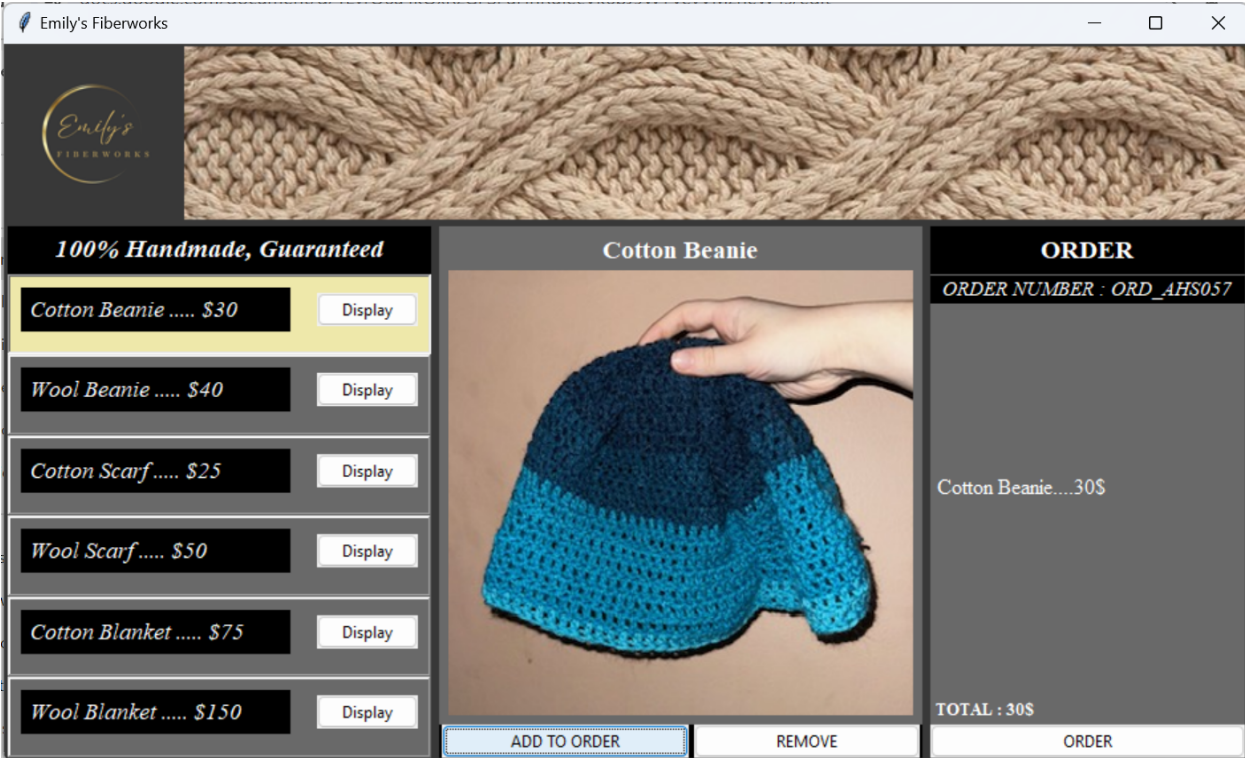 Emily's Fiberworks
Emily's
FIBERWORKS
100% Handmade, Guaranteed
Cotton Beanie ..... $30
Display
Wool Beanie ..... $40
Display
Cotton Scarf ..... $25
Display
Wool Scarf ..... $50
Display
Cotton Blanket ..... $75
Display
Wool Blanket ..... $150
Display
Cotton Beanie
ADD TO ORDER
REMOVE
ORDER
ORDER NUMBER : ORD_AHS057
Cotton Beanie....30$
TOTAL : 30$
ORDER